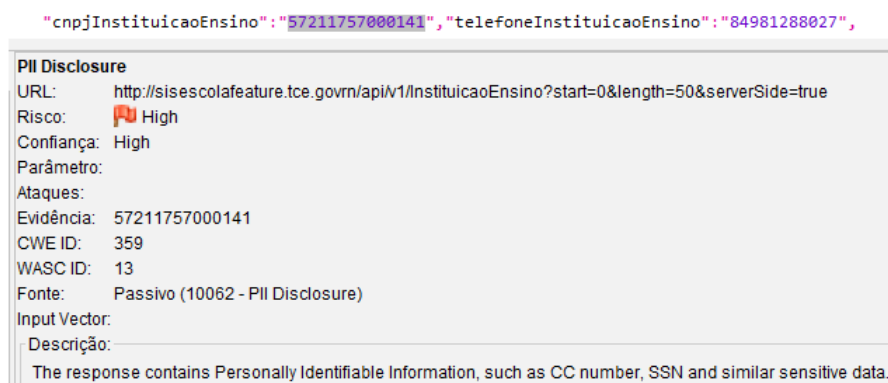 "cnpjInstituicaoEnsino":"57211757000141","telefoneInstituicaoEnsino":"84981288027",
PII Disclosure
URL: http://sisescolafeature.tce.govrn/api/v1/InstituicaoEnsino?start=0&length=50&serverSide=true
Risco: High
Confiança: High
Parâmetro:
Ataques:
Evidência: 57211757000141
CWE ID: 359
WASC ID: 13
Fonte: Passivo (10062 - PII Disclosure)
Input Vector:
Descrição:
The response contains Personally Identifiable Information, such as CC number, SSN and similar sensitive data.